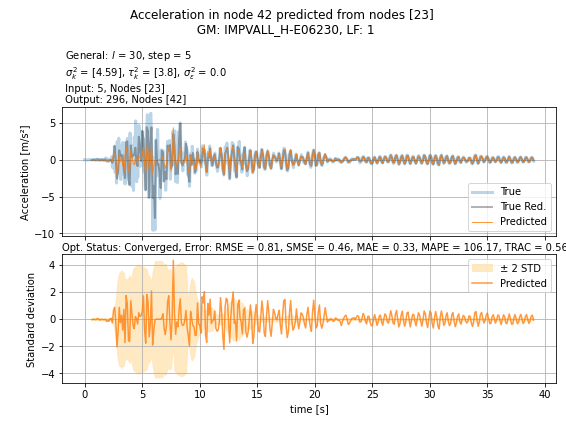 Acceleration in node 42 predicted from nodes [23]
GM: IMPVALL_H-E06230, LF: 1
General: l = 30, step = 5
σ²ₖ = [4.59], τ²ₖ = [3.8], σ²ε = 0.0
Input: 5, Nodes [23]
Output: 296, Nodes [42]
Acceleration [m/s²]
5
0
−5
−10
True
True Red.
Predicted
Opt. Status: Converged, Error: RMSE = 0.81, SMSE = 0.46, MAE = 0.33, MAPE = 106.17, TRAC = 0.56
Standard deviation
4
2
0
−2
−4
± 2 STD
Predicted
0 5 10 15 20 25 30 35 40
time [s]